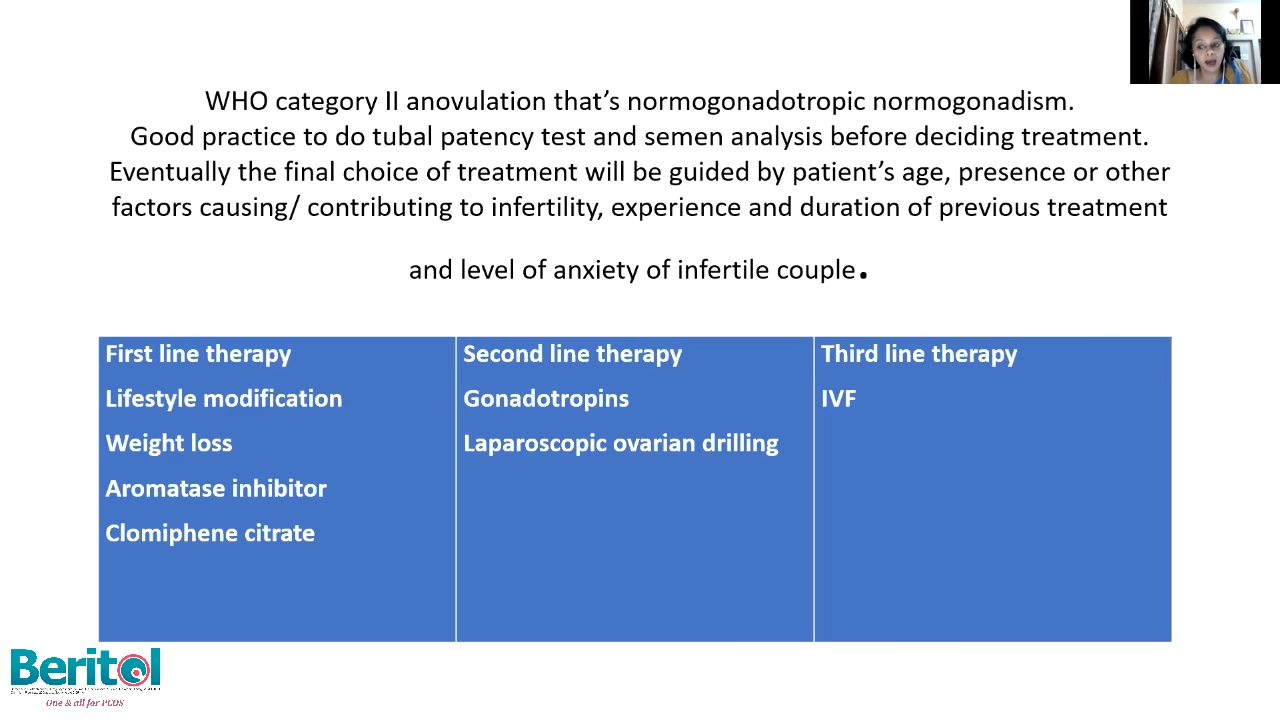 WHO category II anovulation that’s normogonadotropic normogonadism.
Good practice to do tubal patency test and semen analysis before deciding treatment.
Eventually the final choice of treatment will be guided by patient’s age, presence or other
factors causing/ contributing to infertility, experience and duration of previous treatment
and level of anxiety of infertile couple.
First line therapy
Lifestyle modification
Weight loss
Aromatase inhibitor
Clomiphene citrate
Second line therapy
Gonadotropins
Laparoscopic ovarian drilling
Third line therapy
IVF
Beritol
One & all for PCOS